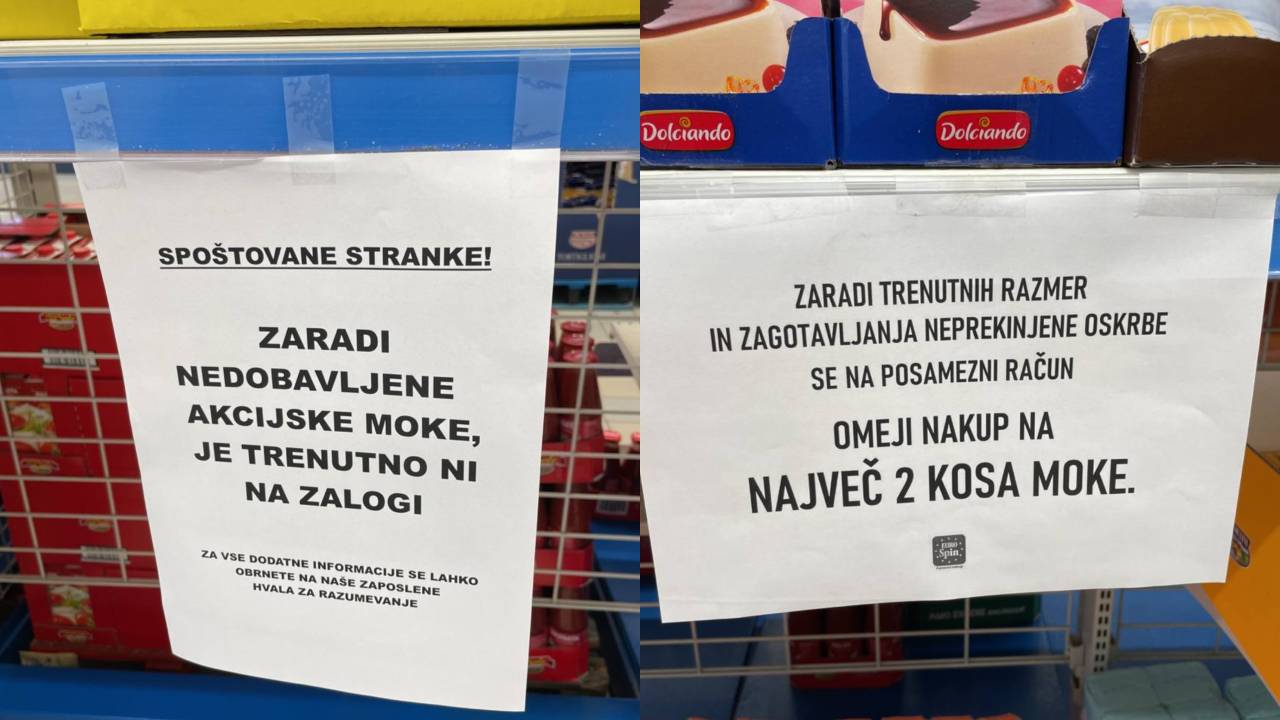 SPOŠTOVANE STRANKE!
ZARADI
NEDOBAVLJENE
AKCIJSKE MOKE,
JE TRENUTNO NI
NA ZALOGI
ZA VSE DODATNE INFORMACIJE SE LAHKO
OBRNETE NA NAŠE ZAPOSLENE
HVALA ZA RAZUMEVANJE
Dolciando
Dolciando
ZARADI TRENUTNIH RAZMER
IN ZAGOTAVLJANJA NEPREKINJENE OSKRBE
SE NA POSAMEZNI RAČUN
OMEJI NAKUP NA
NAJVEČ 2 KOSA MOKE.
EURO
Spin